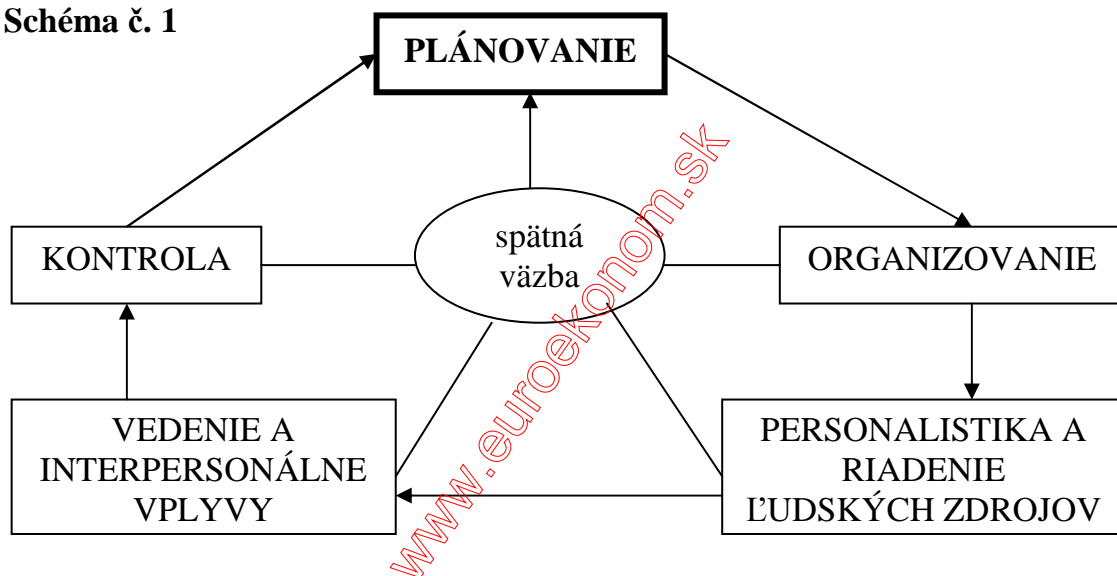 Schéma č. 1
PLÁNOVANIE
spätná
väzba
KONTROLA
ORGANIZOVANIE
VEDENIE A
INTERPERSONÁLNE
VPLYVY
PERSONALISTIKA A
RIADENIE
ĽUDSKÝCH ZDROJOV
www.euroekonom.sk